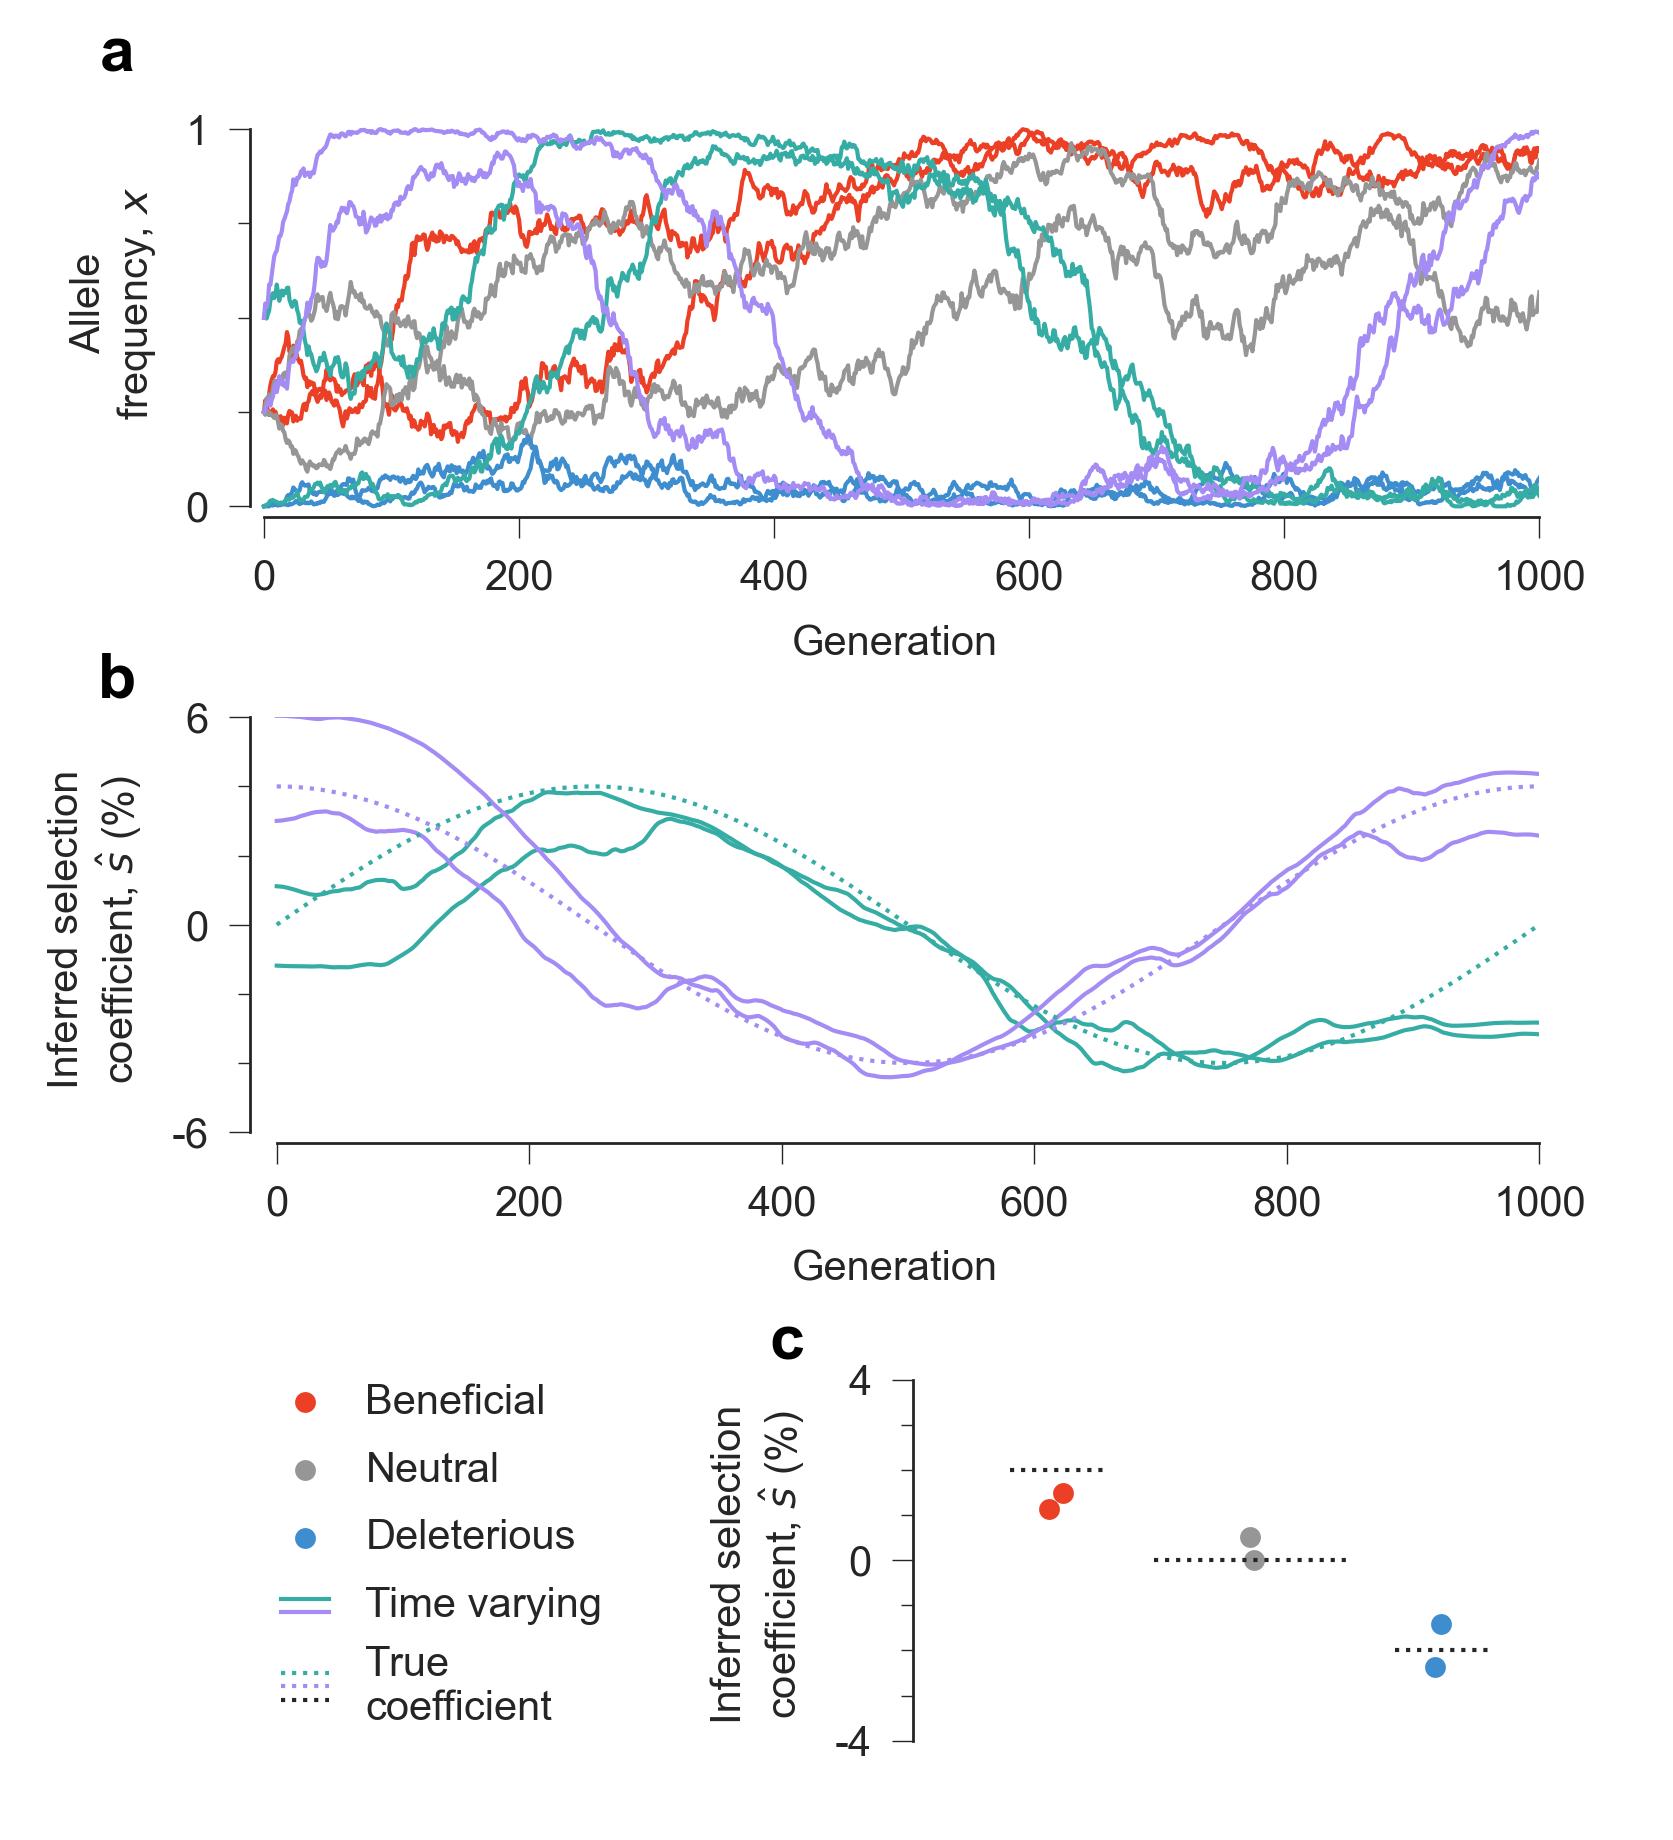 a
1
0
Allele
frequency, x
0 200 400 600 800 1000
Generation
b
6
0
-6
Inferred selection
coefficient, ŝ (%)
0 200 400 600 800 1000
Generation
c
Beneficial
Neutral
Deleterious
Time varying
True
coefficient
4
0
-4
Inferred selection
coefficient, ŝ (%)